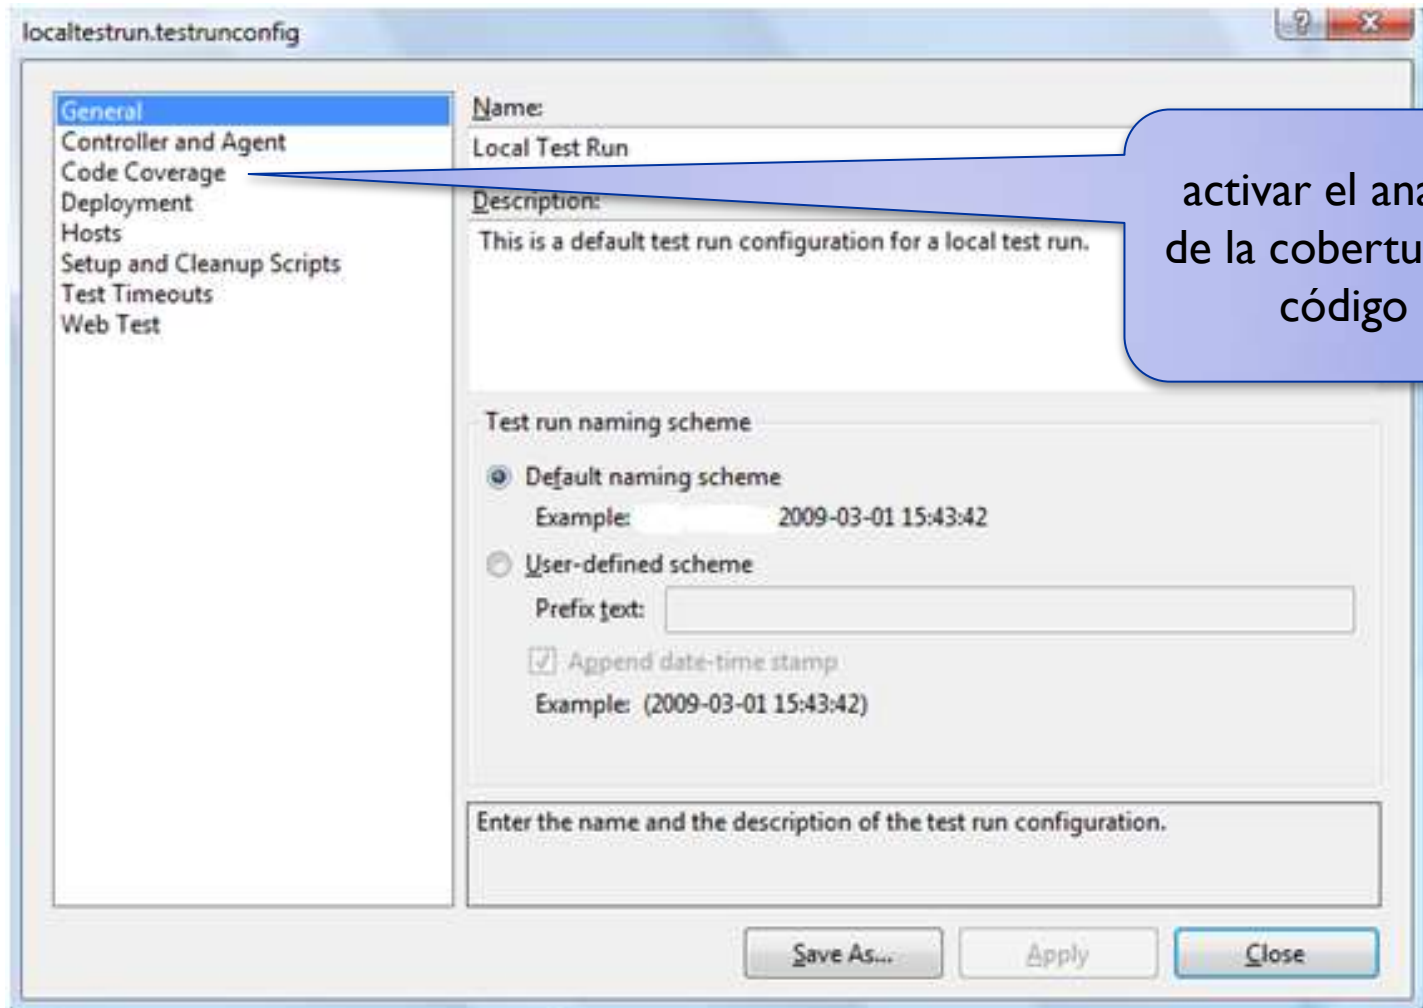 localtestrun.testrunconfig
General
Controller and Agent
Code Coverage
Deployment
Hosts
Setup and Cleanup Scripts
Test Timeouts
Web Test
Name:
Local Test Run
Description:
This is a default test run configuration for a local test run.
activar el
de la
código
Test run naming scheme
Default naming scheme
Example: 2009-03-01 15:43:42
User-defined scheme
Prefix text:
Append date-time stamp
Example: (2009-03-01 15:43:42)
Enter the name and the description of the test run configuration.
Save As...
Apply
Close